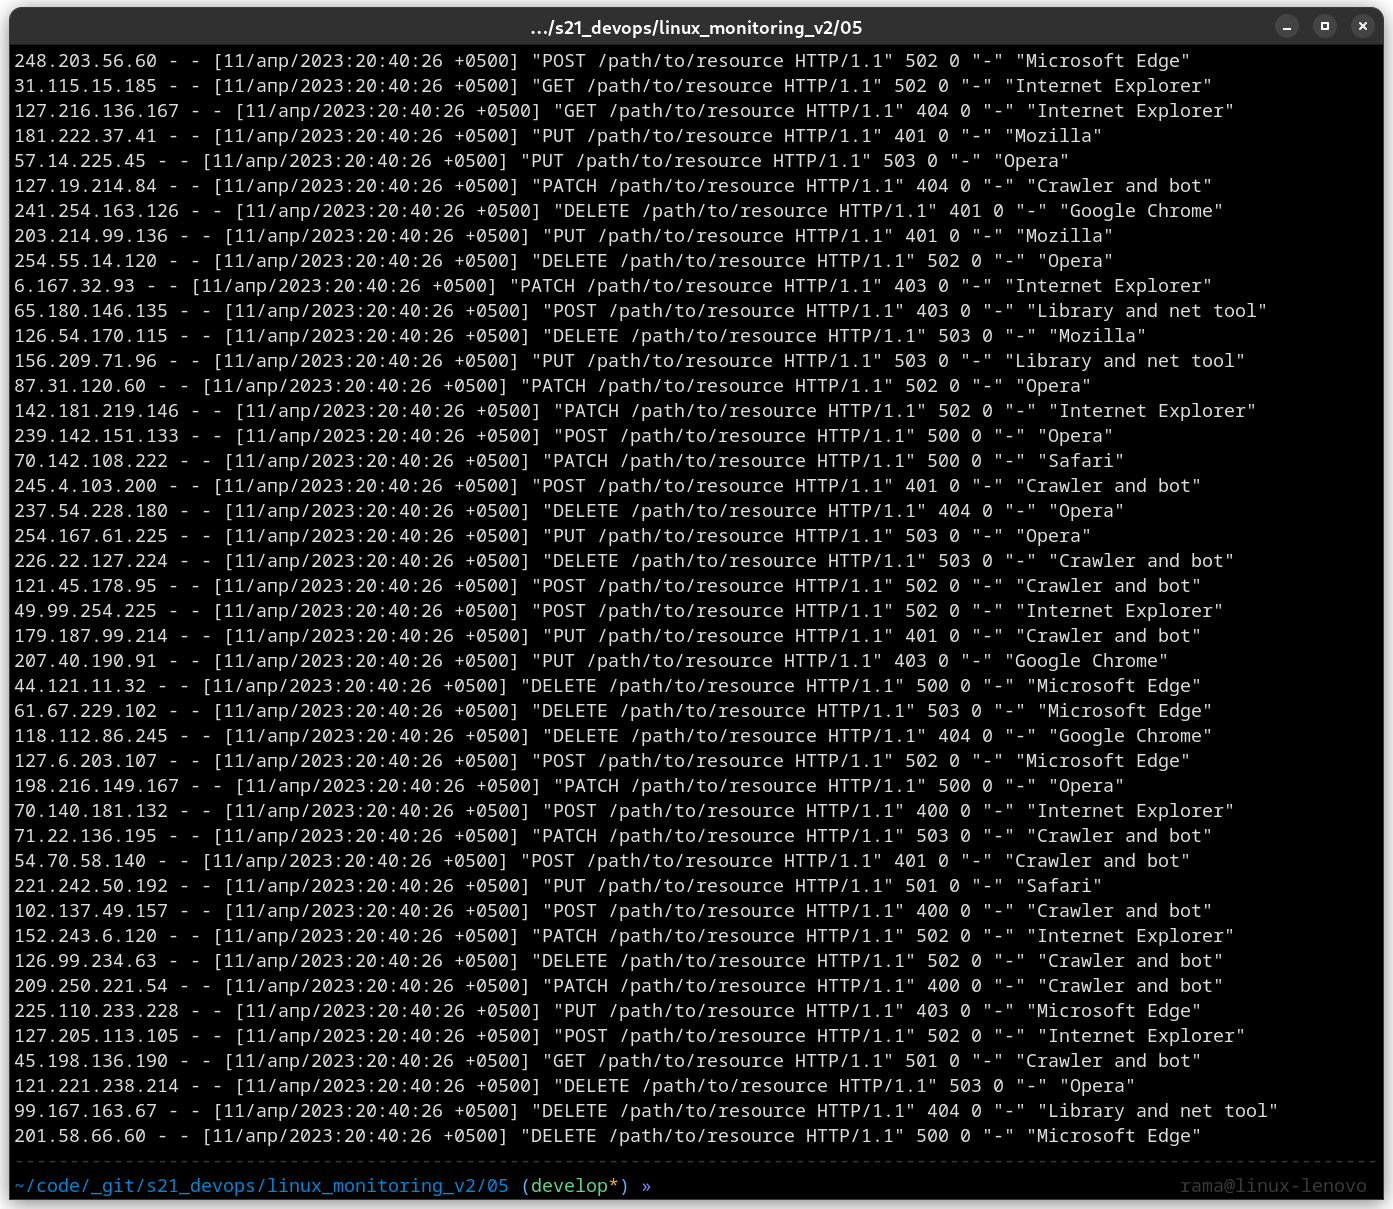 .../s21_devops/linux_monitoring_v2/05
248.203.56.60 - - [11/апр/2023:20:40:26 +0500] "POST /path/to/resource HTTP/1.1" 502 0 "-" "Microsoft Edge"
31.115.15.185 - - [11/апр/2023:20:40:26 +0500] "GET /path/to/resource HTTP/1.1" 502 0 "-" "Internet Explorer"
127.216.136.167 - - [11/апр/2023:20:40:26 +0500] "GET /path/to/resource HTTP/1.1" 404 0 "-" "Internet Explorer"
181.222.37.41 - - [11/апр/2023:20:40:26 +0500] "PUT /path/to/resource HTTP/1.1" 401 0 "-" "Mozilla"
57.14.225.45 - - [11/апр/2023:20:40:26 +0500] "PUT /path/to/resource HTTP/1.1" 503 0 "-" "Opera"
127.19.214.84 - - [11/апр/2023:20:40:26 +0500] "PATCH /path/to/resource HTTP/1.1" 404 0 "-" "Crawler and bot"
241.254.163.126 - - [11/апр/2023:20:40:26 +0500] "DELETE /path/to/resource HTTP/1.1" 401 0 "-" "Google Chrome"
203.214.99.136 - - [11/апр/2023:20:40:26 +0500] "PUT /path/to/resource HTTP/1.1" 401 0 "-" "Mozilla"
254.55.14.120 - - [11/апр/2023:20:40:26 +0500] "DELETE /path/to/resource HTTP/1.1" 502 0 "-" "Opera"
6.167.32.93 - - [11/апр/2023:20:40:26 +0500] "PATCH /path/to/resource HTTP/1.1" 403 0 "-" "Internet Explorer"
65.180.146.135 - - [11/апр/2023:20:40:26 +0500] "POST /path/to/resource HTTP/1.1" 403 0 "-" "Library and net tool"
126.54.170.115 - - [11/апр/2023:20:40:26 +0500] "DELETE /path/to/resource HTTP/1.1" 503 0 "-" "Mozilla"
156.209.71.96 - - [11/апр/2023:20:40:26 +0500] "PUT /path/to/resource HTTP/1.1" 503 0 "-" "Library and net tool"
87.31.120.60 - - [11/апр/2023:20:40:26 +0500] "PATCH /path/to/resource HTTP/1.1" 502 0 "-" "Opera"
142.181.219.146 - - [11/апр/2023:20:40:26 +0500] "PATCH /path/to/resource HTTP/1.1" 502 0 "-" "Internet Explorer"
239.142.151.133 - - [11/апр/2023:20:40:26 +0500] "POST /path/to/resource HTTP/1.1" 500 0 "-" "Opera"
70.142.108.222 - - [11/апр/2023:20:40:26 +0500] "PATCH /path/to/resource HTTP/1.1" 500 0 "-" "Safari"
245.4.103.200 - - [11/апр/2023:20:40:26 +0500] "POST /path/to/resource HTTP/1.1" 401 0 "-" "Crawler and bot"
237.54.228.180 - - [11/апр/2023:20:40:26 +0500] "DELETE /path/to/resource HTTP/1.1" 404 0 "-" "Opera"
254.167.61.225 - - [11/апр/2023:20:40:26 +0500] "PUT /path/to/resource HTTP/1.1" 503 0 "-" "Opera"
226.22.127.224 - - [11/апр/2023:20:40:26 +0500] "DELETE /path/to/resource HTTP/1.1" 503 0 "-" "Crawler and bot"
121.45.178.95 - - [11/апр/2023:20:40:26 +0500] "POST /path/to/resource HTTP/1.1" 502 0 "-" "Crawler and bot"
49.99.254.225 - - [11/апр/2023:20:40:26 +0500] "POST /path/to/resource HTTP/1.1" 502 0 "-" "Internet Explorer"
179.187.99.214 - - [11/апр/2023:20:40:26 +0500] "PUT /path/to/resource HTTP/1.1" 401 0 "-" "Crawler and bot"
207.40.190.91 - - [11/апр/2023:20:40:26 +0500] "PUT /path/to/resource HTTP/1.1" 403 0 "-" "Google Chrome"
44.121.11.32 - - [11/апр/2023:20:40:26 +0500] "DELETE /path/to/resource HTTP/1.1" 500 0 "-" "Microsoft Edge"
61.67.229.102 - - [11/апр/2023:20:40:26 +0500] "DELETE /path/to/resource HTTP/1.1" 503 0 "-" "Microsoft Edge"
118.112.86.245 - - [11/апр/2023:20:40:26 +0500] "DELETE /path/to/resource HTTP/1.1" 404 0 "-" "Google Chrome"
127.6.203.107 - - [11/апр/2023:20:40:26 +0500] "POST /path/to/resource HTTP/1.1" 502 0 "-" "Microsoft Edge"
198.216.149.167 - - [11/апр/2023:20:40:26 +0500] "PATCH /path/to/resource HTTP/1.1" 500 0 "-" "Opera"
70.140.181.132 - - [11/апр/2023:20:40:26 +0500] "POST /path/to/resource HTTP/1.1" 400 0 "-" "Internet Explorer"
71.22.136.195 - - [11/апр/2023:20:40:26 +0500] "PATCH /path/to/resource HTTP/1.1" 503 0 "-" "Crawler and bot"
54.70.58.140 - - [11/апр/2023:20:40:26 +0500] "POST /path/to/resource HTTP/1.1" 401 0 "-" "Crawler and bot"
221.242.50.192 - - [11/апр/2023:20:40:26 +0500] "PUT /path/to/resource HTTP/1.1" 501 0 "-" "Safari"
102.137.49.157 - - [11/апр/2023:20:40:26 +0500] "POST /path/to/resource HTTP/1.1" 400 0 "-" "Crawler and bot"
152.243.6.120 - - [11/апр/2023:20:40:26 +0500] "PATCH /path/to/resource HTTP/1.1" 502 0 "-" "Internet Explorer"
126.99.234.63 - - [11/апр/2023:20:40:26 +0500] "DELETE /path/to/resource HTTP/1.1" 502 0 "-" "Crawler and bot"
209.250.221.54 - - [11/апр/2023:20:40:26 +0500] "PATCH /path/to/resource HTTP/1.1" 400 0 "-" "Crawler and bot"
225.110.233.228 - - [11/апр/2023:20:40:26 +0500] "PUT /path/to/resource HTTP/1.1" 403 0 "-" "Microsoft Edge"
127.205.113.105 - - [11/апр/2023:20:40:26 +0500] "POST /path/to/resource HTTP/1.1" 502 0 "-" "Internet Explorer"
45.198.136.190 - - [11/апр/2023:20:40:26 +0500] "GET /path/to/resource HTTP/1.1" 501 0 "-" "Crawler and bot"
121.221.238.214 - - [11/апр/2023:20:40:26 +0500] "DELETE /path/to/resource HTTP/1.1" 503 0 "-" "Opera"
99.167.163.67 - - [11/апр/2023:20:40:26 +0500] "DELETE /path/to/resource HTTP/1.1" 404 0 "-" "Library and net tool"
201.58.66.60 - - [11/апр/2023:20:40:26 +0500] "DELETE /path/to/resource HTTP/1.1" 500 0 "-" "Microsoft Edge"
~/code/_git/s21_devops/linux_monitoring_v2/05 (develop*) » rama@linux-lenovo